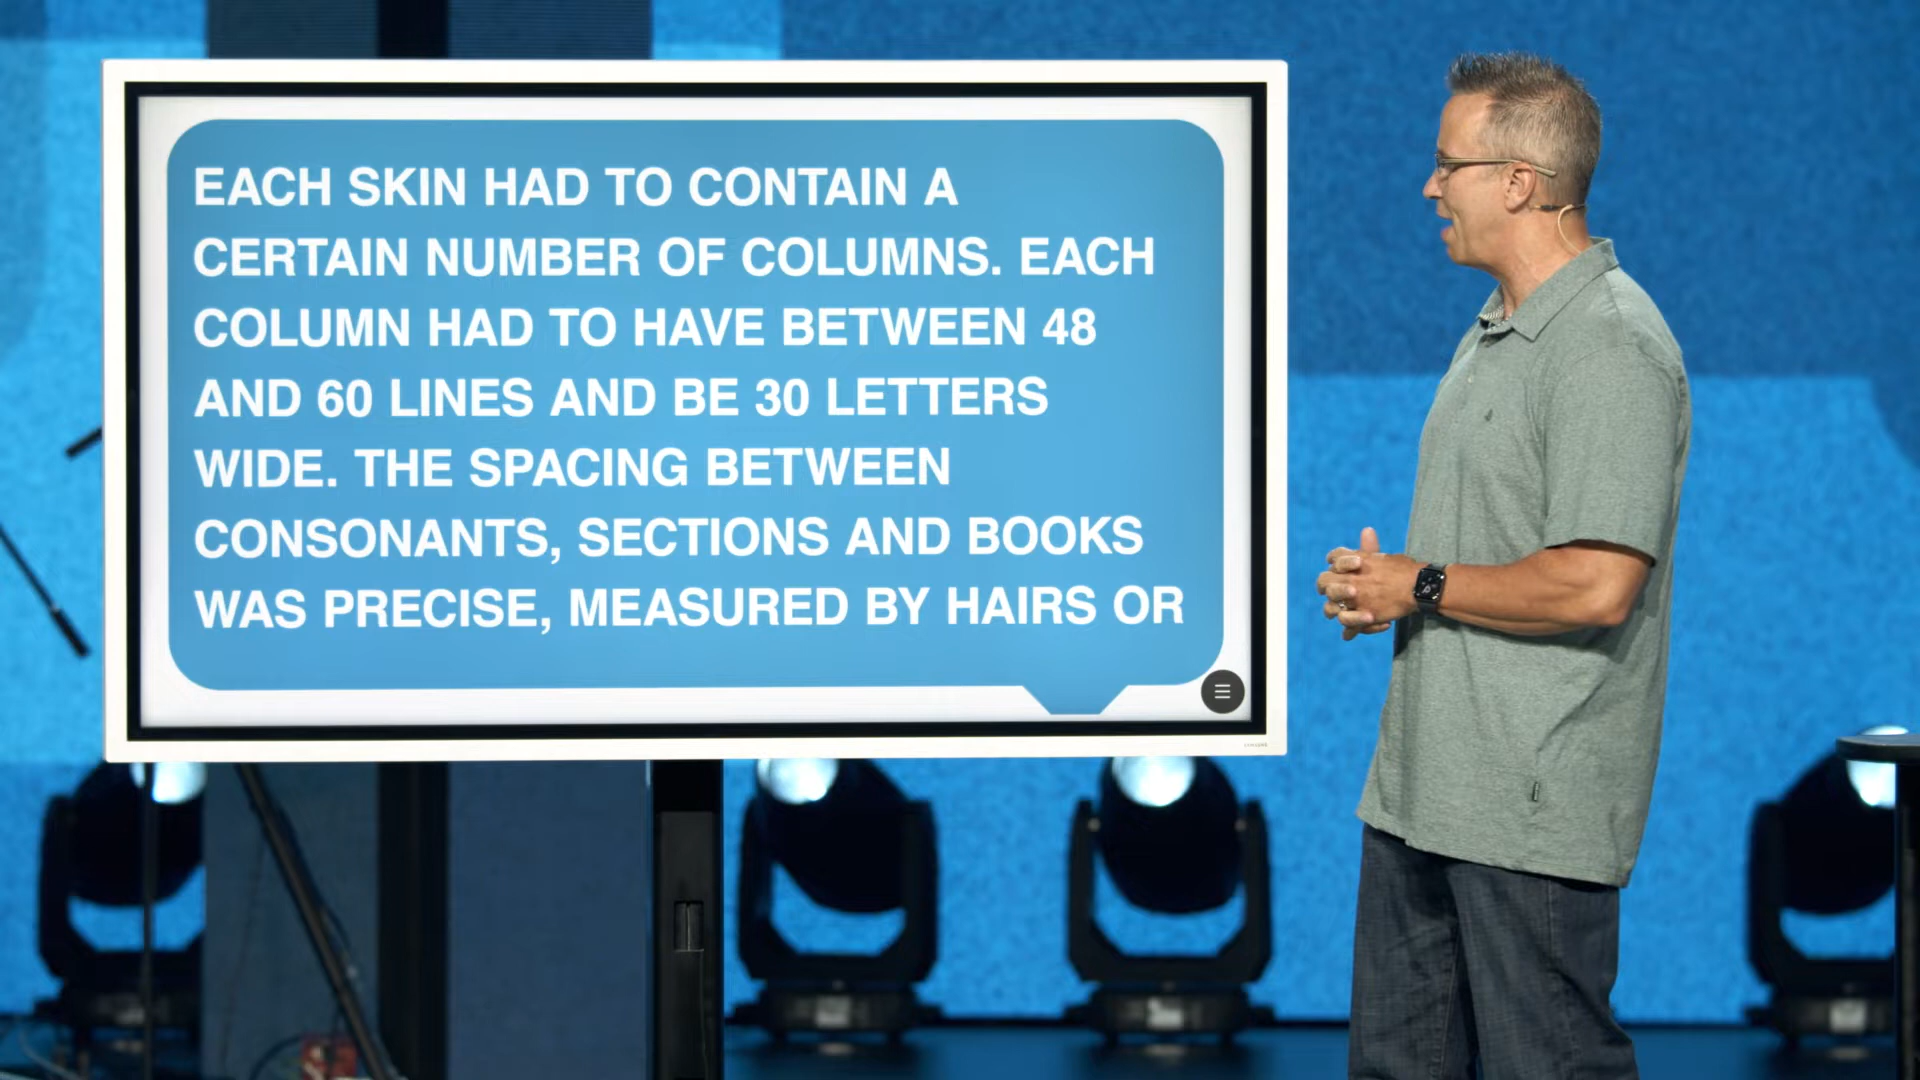 EACH SKIN HAD TO CONTAIN A
CERTAIN NUMBER OF COLUMNS. EACH
COLUMN HAD TO HAVE BETWEEN 48
AND 60 LINES AND BE 30 LETTERS
WIDE. THE SPACING BETWEEN
CONSONANTS, SECTIONS AND BOOKS
WAS PRECISE, MEASURED BY HAIRS OR
SAMSUNG